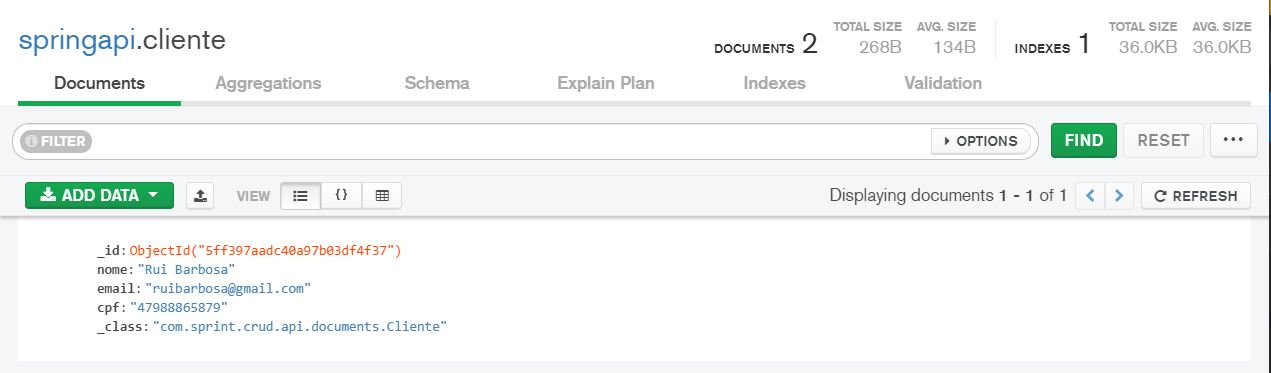 springapi.cliente
DOCUMENTS 2
TOTAL SIZE 268B
AVG. SIZE 134B
INDEXES 1
TOTAL SIZE 36.0KB
AVG. SIZE 36.0KB
Documents Aggregations Schema Explain Plan Indexes Validation
FILTER OPTIONS FIND RESET
ADD DATA VIEW {} Displaying documents 1 - 1 of 1 REFRESH
_id: ObjectId("5ff397aadc40a97b03df4f37")
nome: "Rui Barbosa"
email: "ruibarbosa@gmail.com"
cpf: "47988865879"
_class: "com.sprint.crud.api.documents.Cliente"